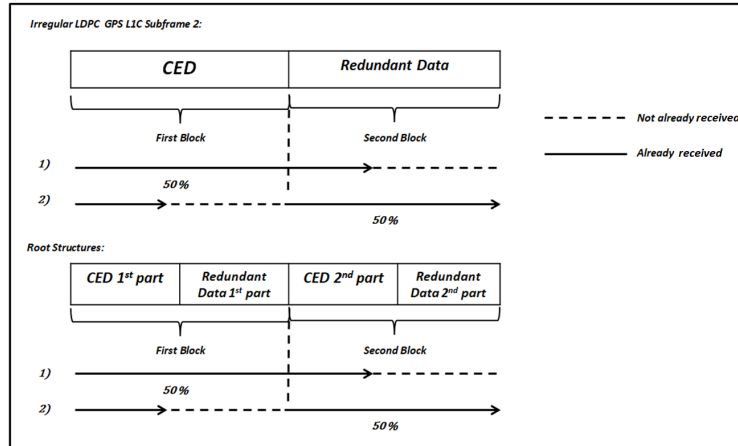 Irregular LDPC GPS L1C Subframe 2:
CED
Redundant Data
First Block
Second Block
Not already received
Already received
1)
50%
2)
50%
Root Structures:
CED 1st part
Redundant
Data 1st part
CED 2nd part
Redundant
Data 2nd part
First Block
Second Block
1)
50%
2)
50%